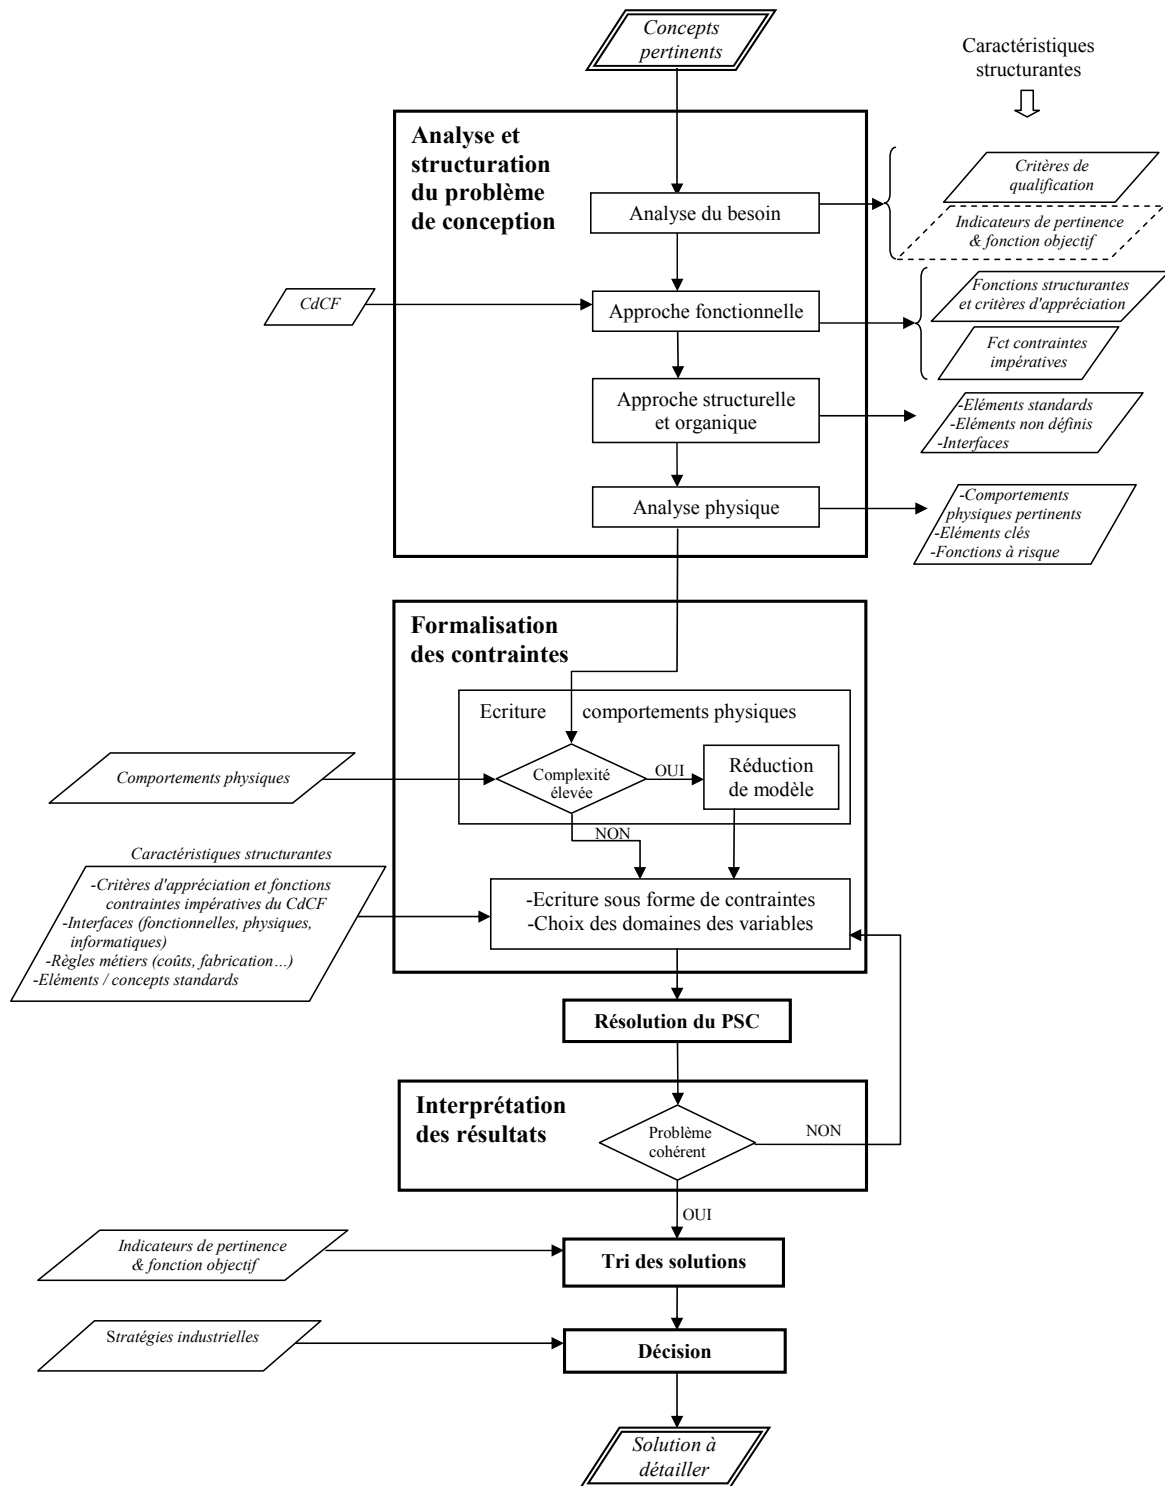 Concepts
pertinents
Caractéristiques
structurantes
Analyse et
structuration
du problème
de conception
Critères de
qualification
Analyse du besoin
Indicateurs de pertinence
& fonction objectif
CdCF
Approche fonctionnelle
Fonctions structurantes
et critères d'appréciation
Fct contraintes
impératives
Approche structurelle
et organique
-Eléments standards
-Eléments non définis
-Interfaces
Analyse physique
-Comportements
physiques pertinents
-Eléments clés
-Fonctions à risque
Formalisation
des contraintes
Ecriture comportements physiques
Comportements physiques
Complexité
élevée
OUI
Réduction
de modèle
NON
Caractéristiques structurantes
-Critères d'appréciation et fonctions
contraintes impératives du CdCF
-Interfaces (fonctionnelles, physiques,
informatiques)
-Règles métiers (coûts, fabrication…)
-Eléments / concepts standards
-Ecriture sous forme de contraintes
-Choix des domaines des variables
Résolution du PSC
Interprétation
des résultats
Problème
cohérent
NON
OUI
Indicateurs de pertinence
& fonction objectif
Tri des solutions
Stratégies industrielles
Décision
Solution à
détailler